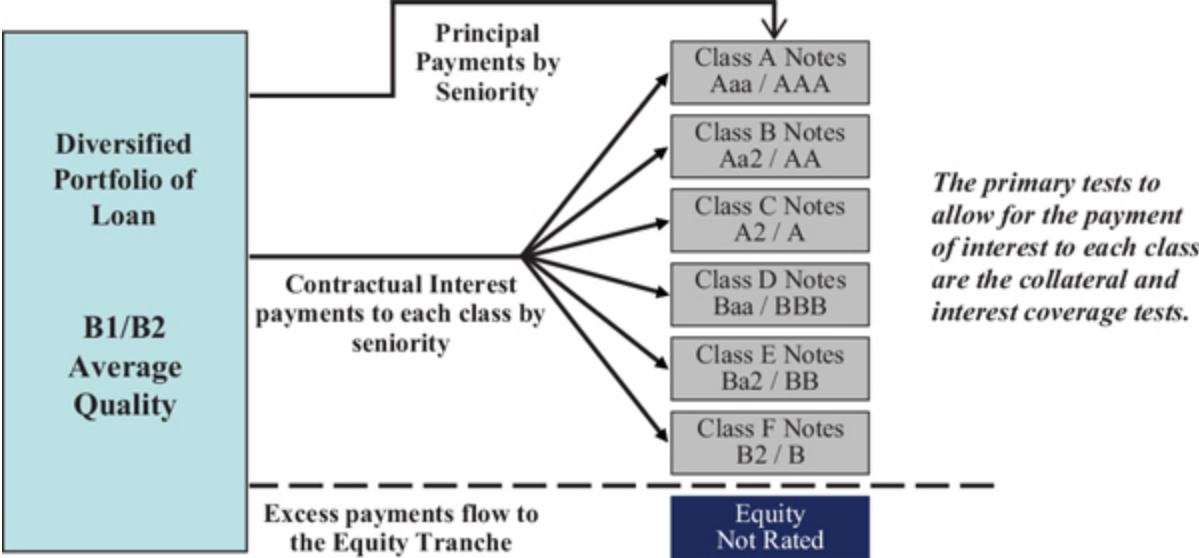 Diversified
Portfolio of
Loan
B1/B2
Average
Quality
Principal
Payments by
Seniority
Contractual Interest
payments to each class by
seniority
Excess payments flow to
the Equity Tranche
Class A Notes
Aaa / AAA
Class B Notes
Aa2 / AA
Class C Notes
A2 / A
Class D Notes
Baa / BBB
Class E Notes
Ba2 / BB
Class F Notes
B2 / B
Equity
Not Rated
The primary tests to
allow for the payment
of interest to each class
are the collateral and
interest coverage tests.